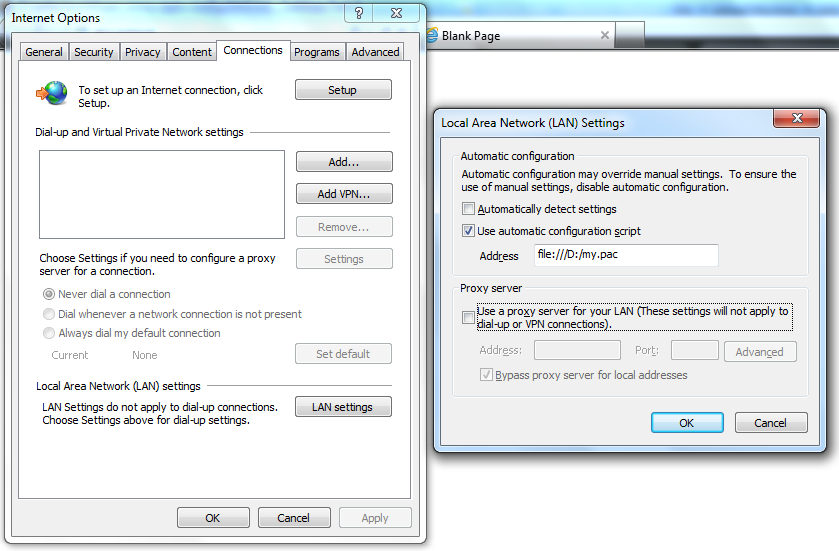 Internet Options
?
General Security Privacy Content Connections Programs Advanced
To set up an Internet connection, click
Setup.
Setup
Dial-up and Virtual Private Network settings
Add...
Add VPN...
Remove...
Choose Settings if you need to configure a proxy
server for a connection.
Settings
Never dial a connection
Dial whenever a network connection is not present
Always dial my default connection
Current None
Set default
Local Area Network (LAN) settings
LAN Settings do not apply to dial-up connections.
Choose Settings above for dial-up settings.
LAN settings
OK Cancel Apply
Blank Page
Local Area Network (LAN) Settings
Automatic configuration
Automatic configuration may override manual settings. To ensure the
use of manual settings, disable automatic configuration.
Automatically detect settings
Use automatic configuration script
Address file:///D:/my.pac
Proxy server
Use a proxy server for your LAN (These settings will not apply to
dial-up or VPN connections).
Address: Port: Advanced
Bypass proxy server for local addresses
OK Cancel